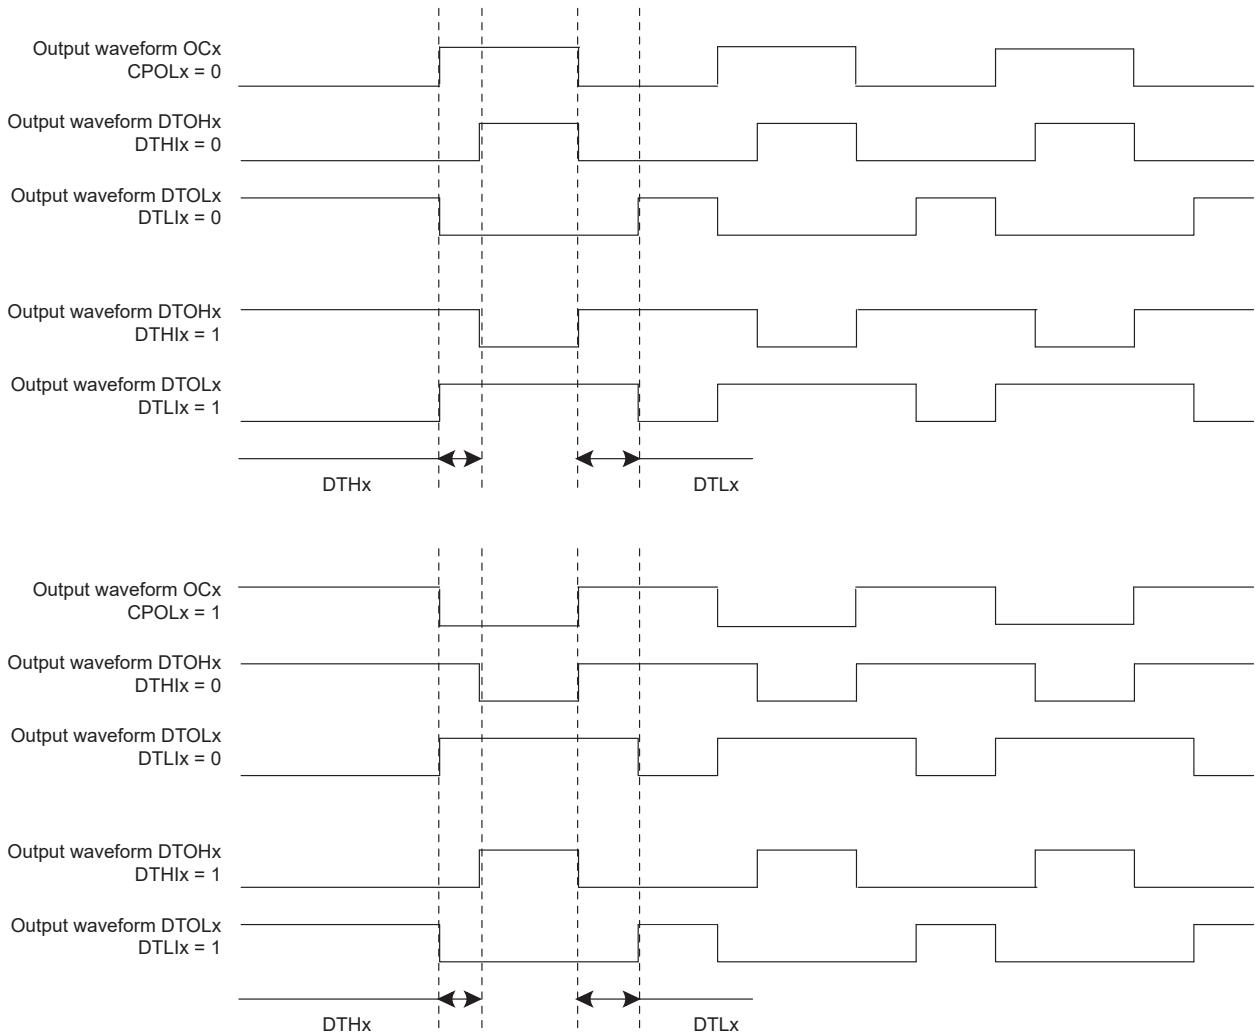 Output waveform OCx
CPOLx = 0
Output waveform DTOHx
DTHIx = 0
Output waveform DTOLx
DTLIx = 0
Output waveform DTOHx
DTHIx = 1
Output waveform DTOLx
DTLIx = 1
DTHx
DTLx
Output waveform OCx
CPOLx = 1
Output waveform DTOHx
DTHIx = 0
Output waveform DTOLx
DTLIx = 0
Output waveform DTOHx
DTHIx = 1
Output waveform DTOLx
DTLIx = 1
DTHx
DTLx